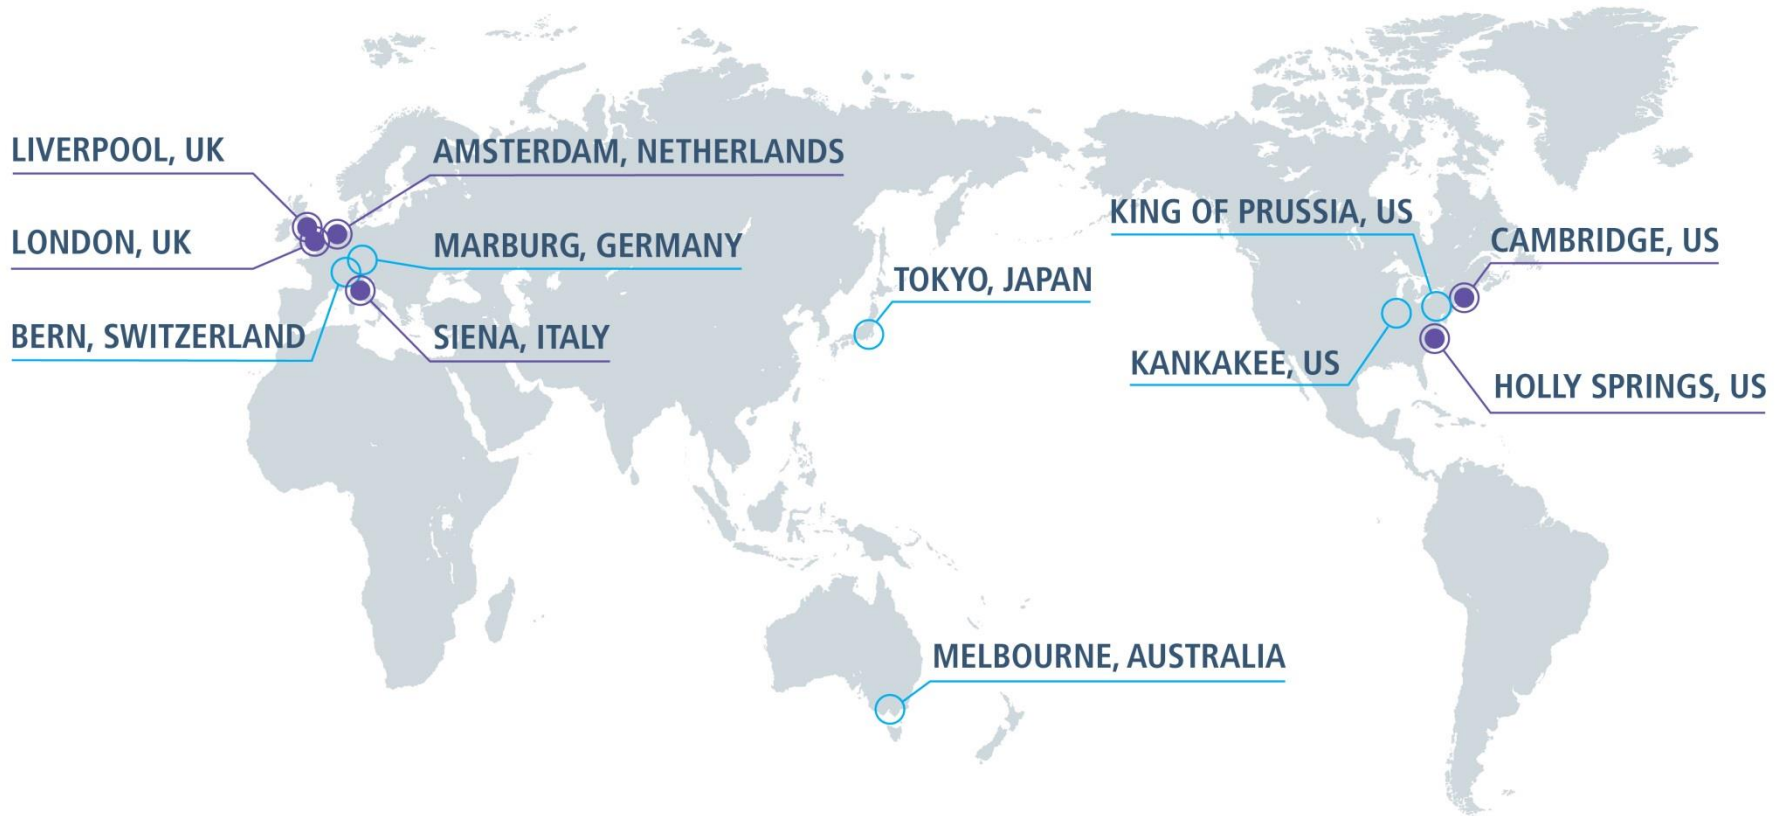 LIVERPOOL, UK
AMSTERDAM, NETHERLANDS
LONDON, UK
MARBURG, GERMANY
BERN, SWITZERLAND
SIENA, ITALY
TOKYO, JAPAN
KING OF PRUSSIA, US
CAMBRIDGE, US
KANKAKEE, US
HOLLY SPRINGS, US
MELBOURNE, AUSTRALIA